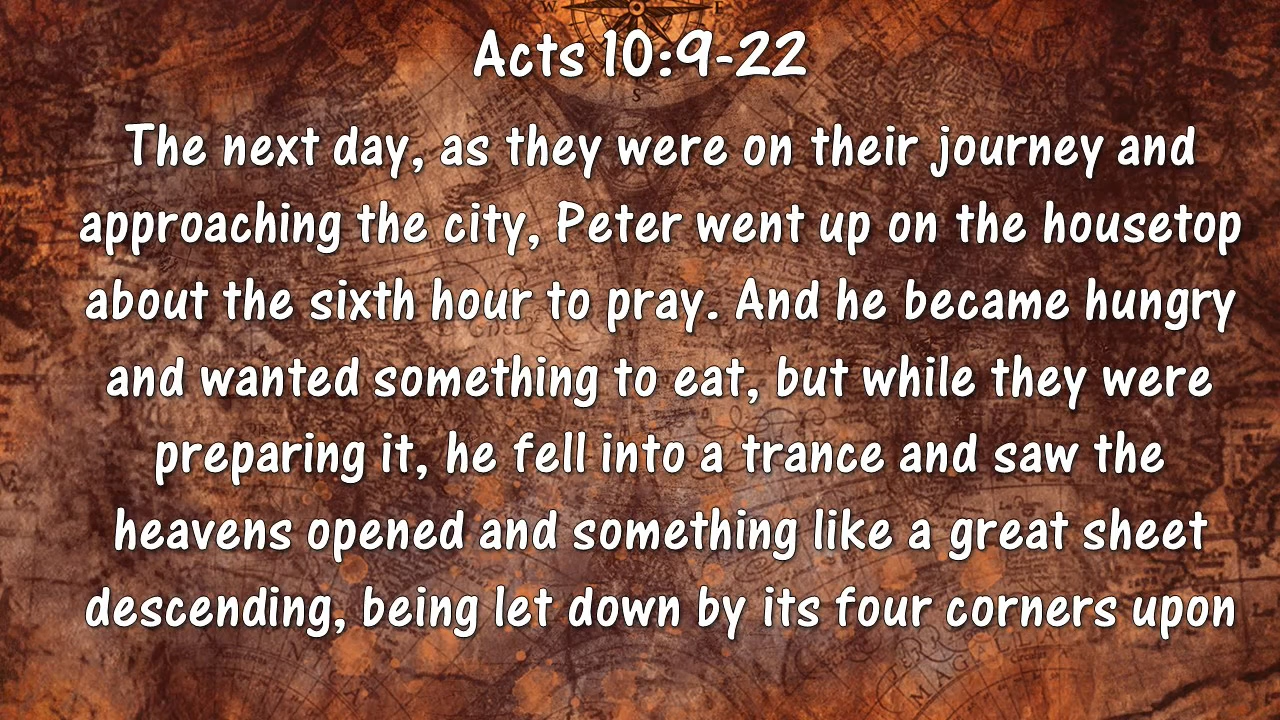 W E
S
Acts 10:9-22
The next day, as they were on their journey and
approaching the city, Peter went up on the housetop
about the sixth hour to pray. And he became hungry
and wanted something to eat, but while they were
preparing it, he fell into a trance and saw the
heavens opened and something like a great sheet
descending, being let down by its four corners upon